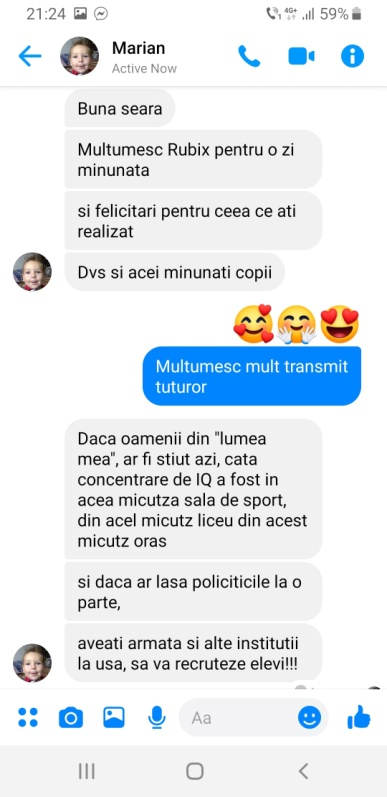 21:24
4G+
59%
Marian
Active Now
Buna seara
Multumesc Rubix pentru o zi
minunata
si felicitari pentru ceea ce ati
realizat
Dvs si acei minunati copii
Multumesc mult transmit
tuturor
Daca oamenii din "lumea
mea", ar fi stiut azi, cata
concentrare de IQ a fost in
acea micutza sala de sport,
din acel micutz liceu din acest
micutz oras
si daca ar lasa policiticile la o
parte,
aveati armata si alte institutii
la usa, sa va recruteze elevi!!!
Aa